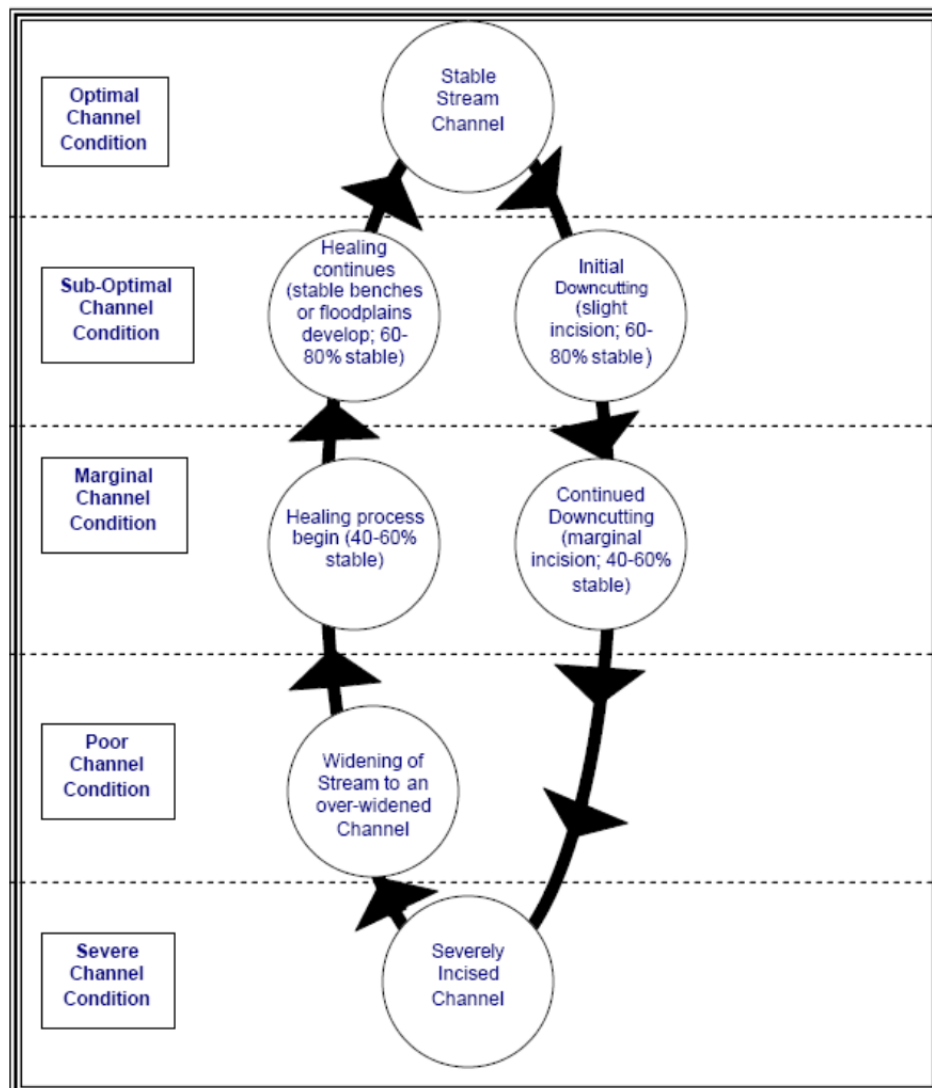 Optimal
Channel
Condition
Stable
Stream
Channel
Sub-Optimal
Channel
Condition
Healing
continues
(stable benches
or floodplains
develop; 60-
80% stable)
Initial
Downcutting
(slight
incision; 60-
80% stable)
Marginal
Channel
Condition
Healing process
begin (40-60%
stable)
Continued
Downcutting
(marginal
incision; 40-60%
stable)
Poor
Channel
Condition
Widening of
Stream to an
over-widened
Channel
Severe
Channel
Condition
Severely
Incised
Channel